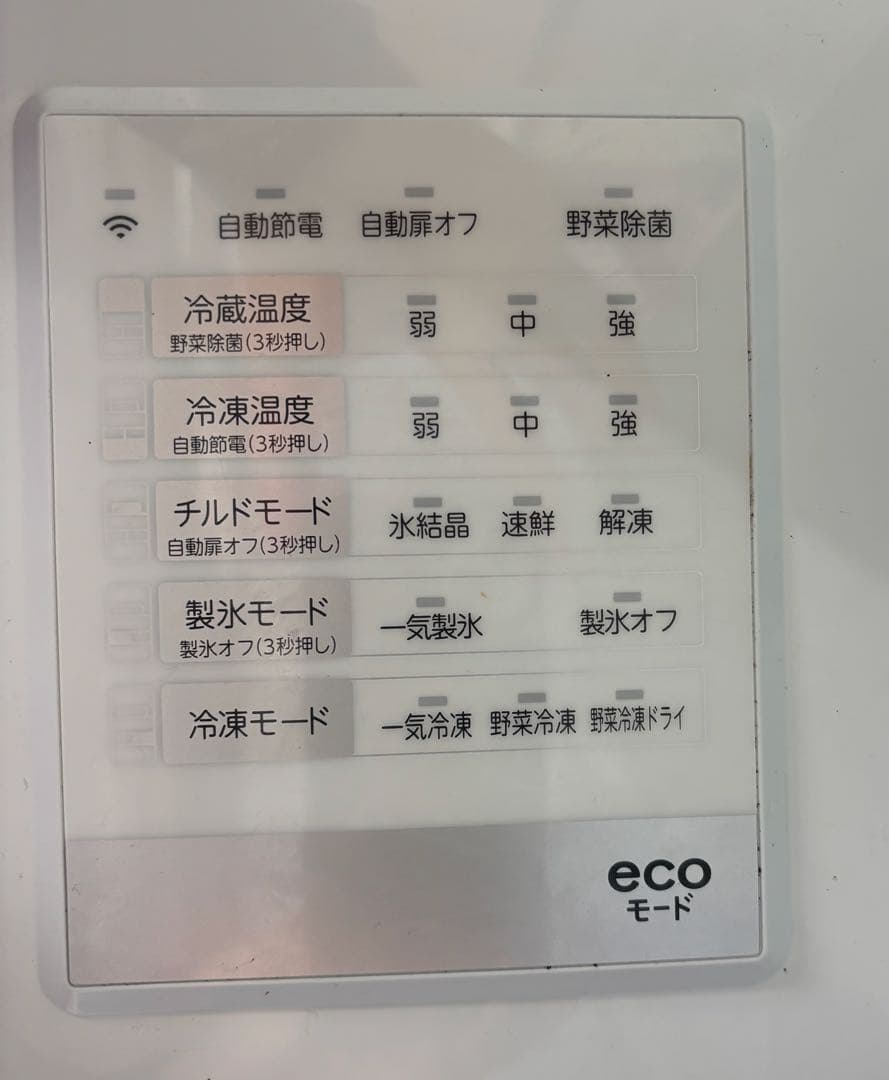 自動節電 自動扉オフ 野菜除菌
冷蔵温度 弱 中 強
野菜除菌(3秒押し)
冷凍温度 弱 中 強
自動節電(3秒押し)
チルドモード 氷結晶 速鮮 解凍
自動扉オフ(3秒押し)
製氷モード 一気製氷 製氷オフ
製氷オフ(3秒押し)
冷凍モード 一気冷凍 野菜冷凍 野菜冷凍ドライ
eco
モード